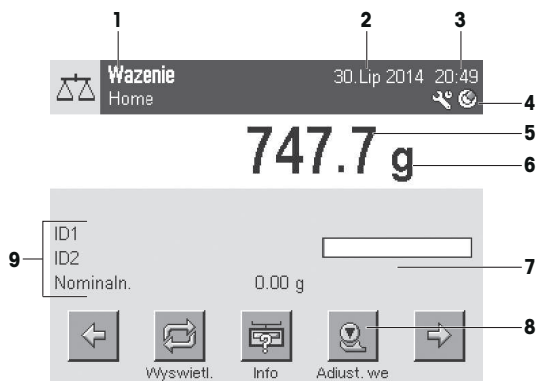 1 2 3
Wazenie 30.Lip 2014 20:49
Home
4
747.7 g
5
6
ID1
ID2
Nominaln. 0.00 g
9
7
8
Wyswietl. Info Adiust. we